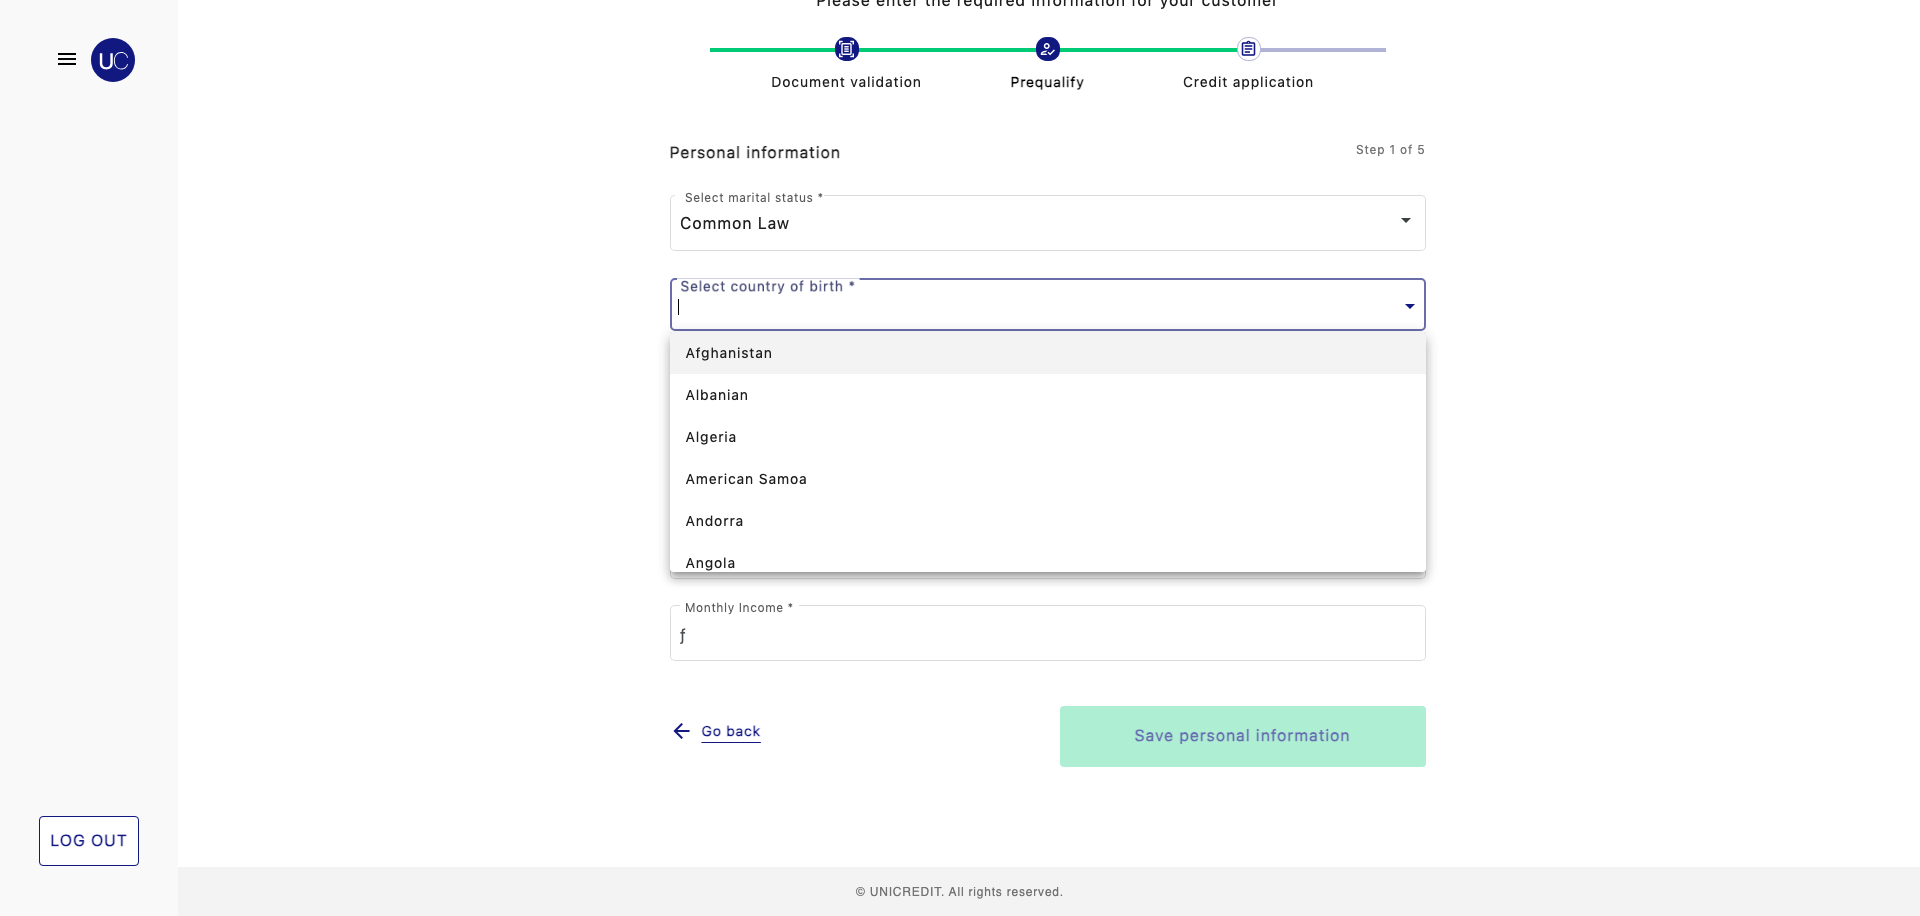 Please enter the required information for your customer
UC
Document validation
Prequalify
Credit application
Personal information
Step 1 of 5
Select marital status *
Common Law
Select country of birth *
Afghanistan
Albanian
Algeria
American Samoa
Andorra
Angola
Monthly Income *
ƒ
Go back
Save personal information
LOG OUT
© UNICREDIT. All rights reserved.